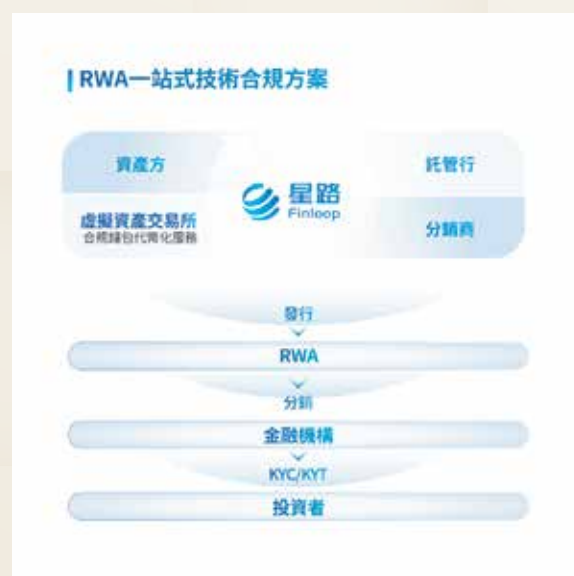 RWA一站式技術合規方案
資產方
託管行
星路
Finloop
虛擬資產交易所
合規錢包代幣化服務
分銷商
發行
RWA
分銷
金融機構
KYC/KYT
投資者